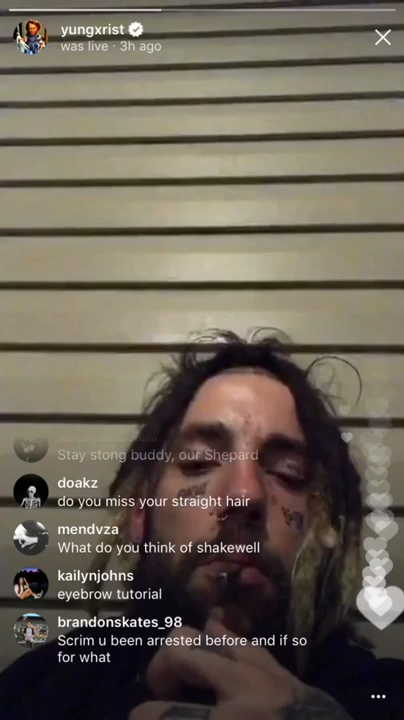 yungxrist
was live · 3h ago
Stay stong buddy, our Shepard
doakz
do you miss your straight hair
mendvza
What do you think of shakewell
kailynjohns
eyebrow tutorial
brandonskates_98
Scrim u been arrested before and if so
for what